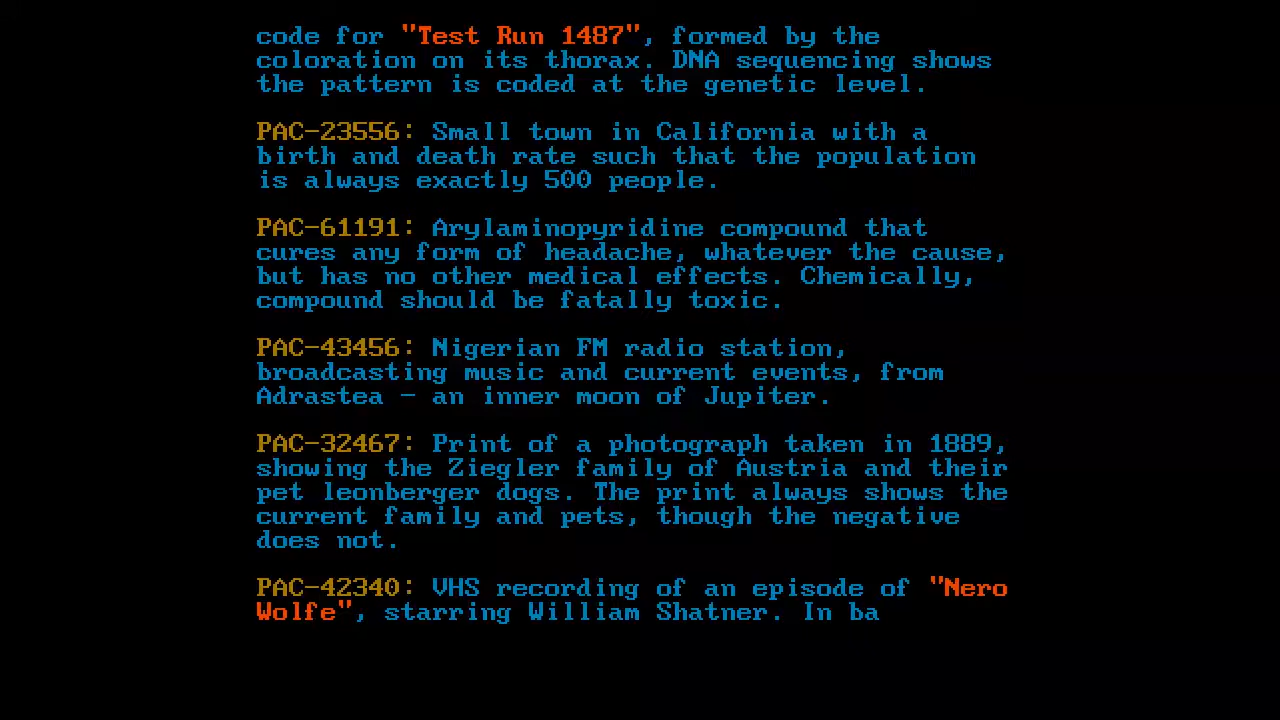 code for "Test Run 1487", formed by the
coloration on its thorax. DNA sequencing shows
the pattern is coded at the genetic level.
PAC-23556: Small town in California with a
birth and death rate such that the population
is always exactly 500 people.
PAC-61191: Arylaminopyridine compound that
cures any form of headache, whatever the cause,
but has no other medical effects. Chemically,
compound should be fatally toxic.
PAC-43456: Nigerian FM radio station,
broadcasting music and current events, from
Adrastea - an inner moon of Jupiter.
PAC-32467: Print of a photograph taken in 1889,
showing the Ziegler family of Austria and their
pet leonberger dogs. The print always shows the
current family and pets, though the negative
does not.
PAC-42340: VHS recording of an episode of "Nero
Wolfe", starring William Shatner. In ba